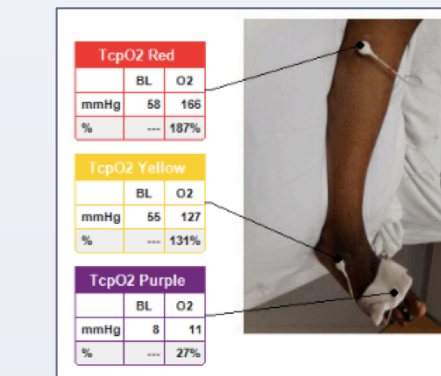 TcpO2 Red
BL O2
mmHg 58 166
% --- 187%
TcpO2 Yellow
BL O2
mmHg 55 127
% --- 131%
TcpO2 Purple
BL O2
mmHg 8 11
% --- 27%